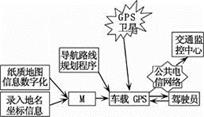 GPS
卫星
交通监
控中心
导航路线
规划程序
公共电
信网络
纸质地图
信息数字化
录入地名
坐标信息
M
车载 GPS
驾驶员